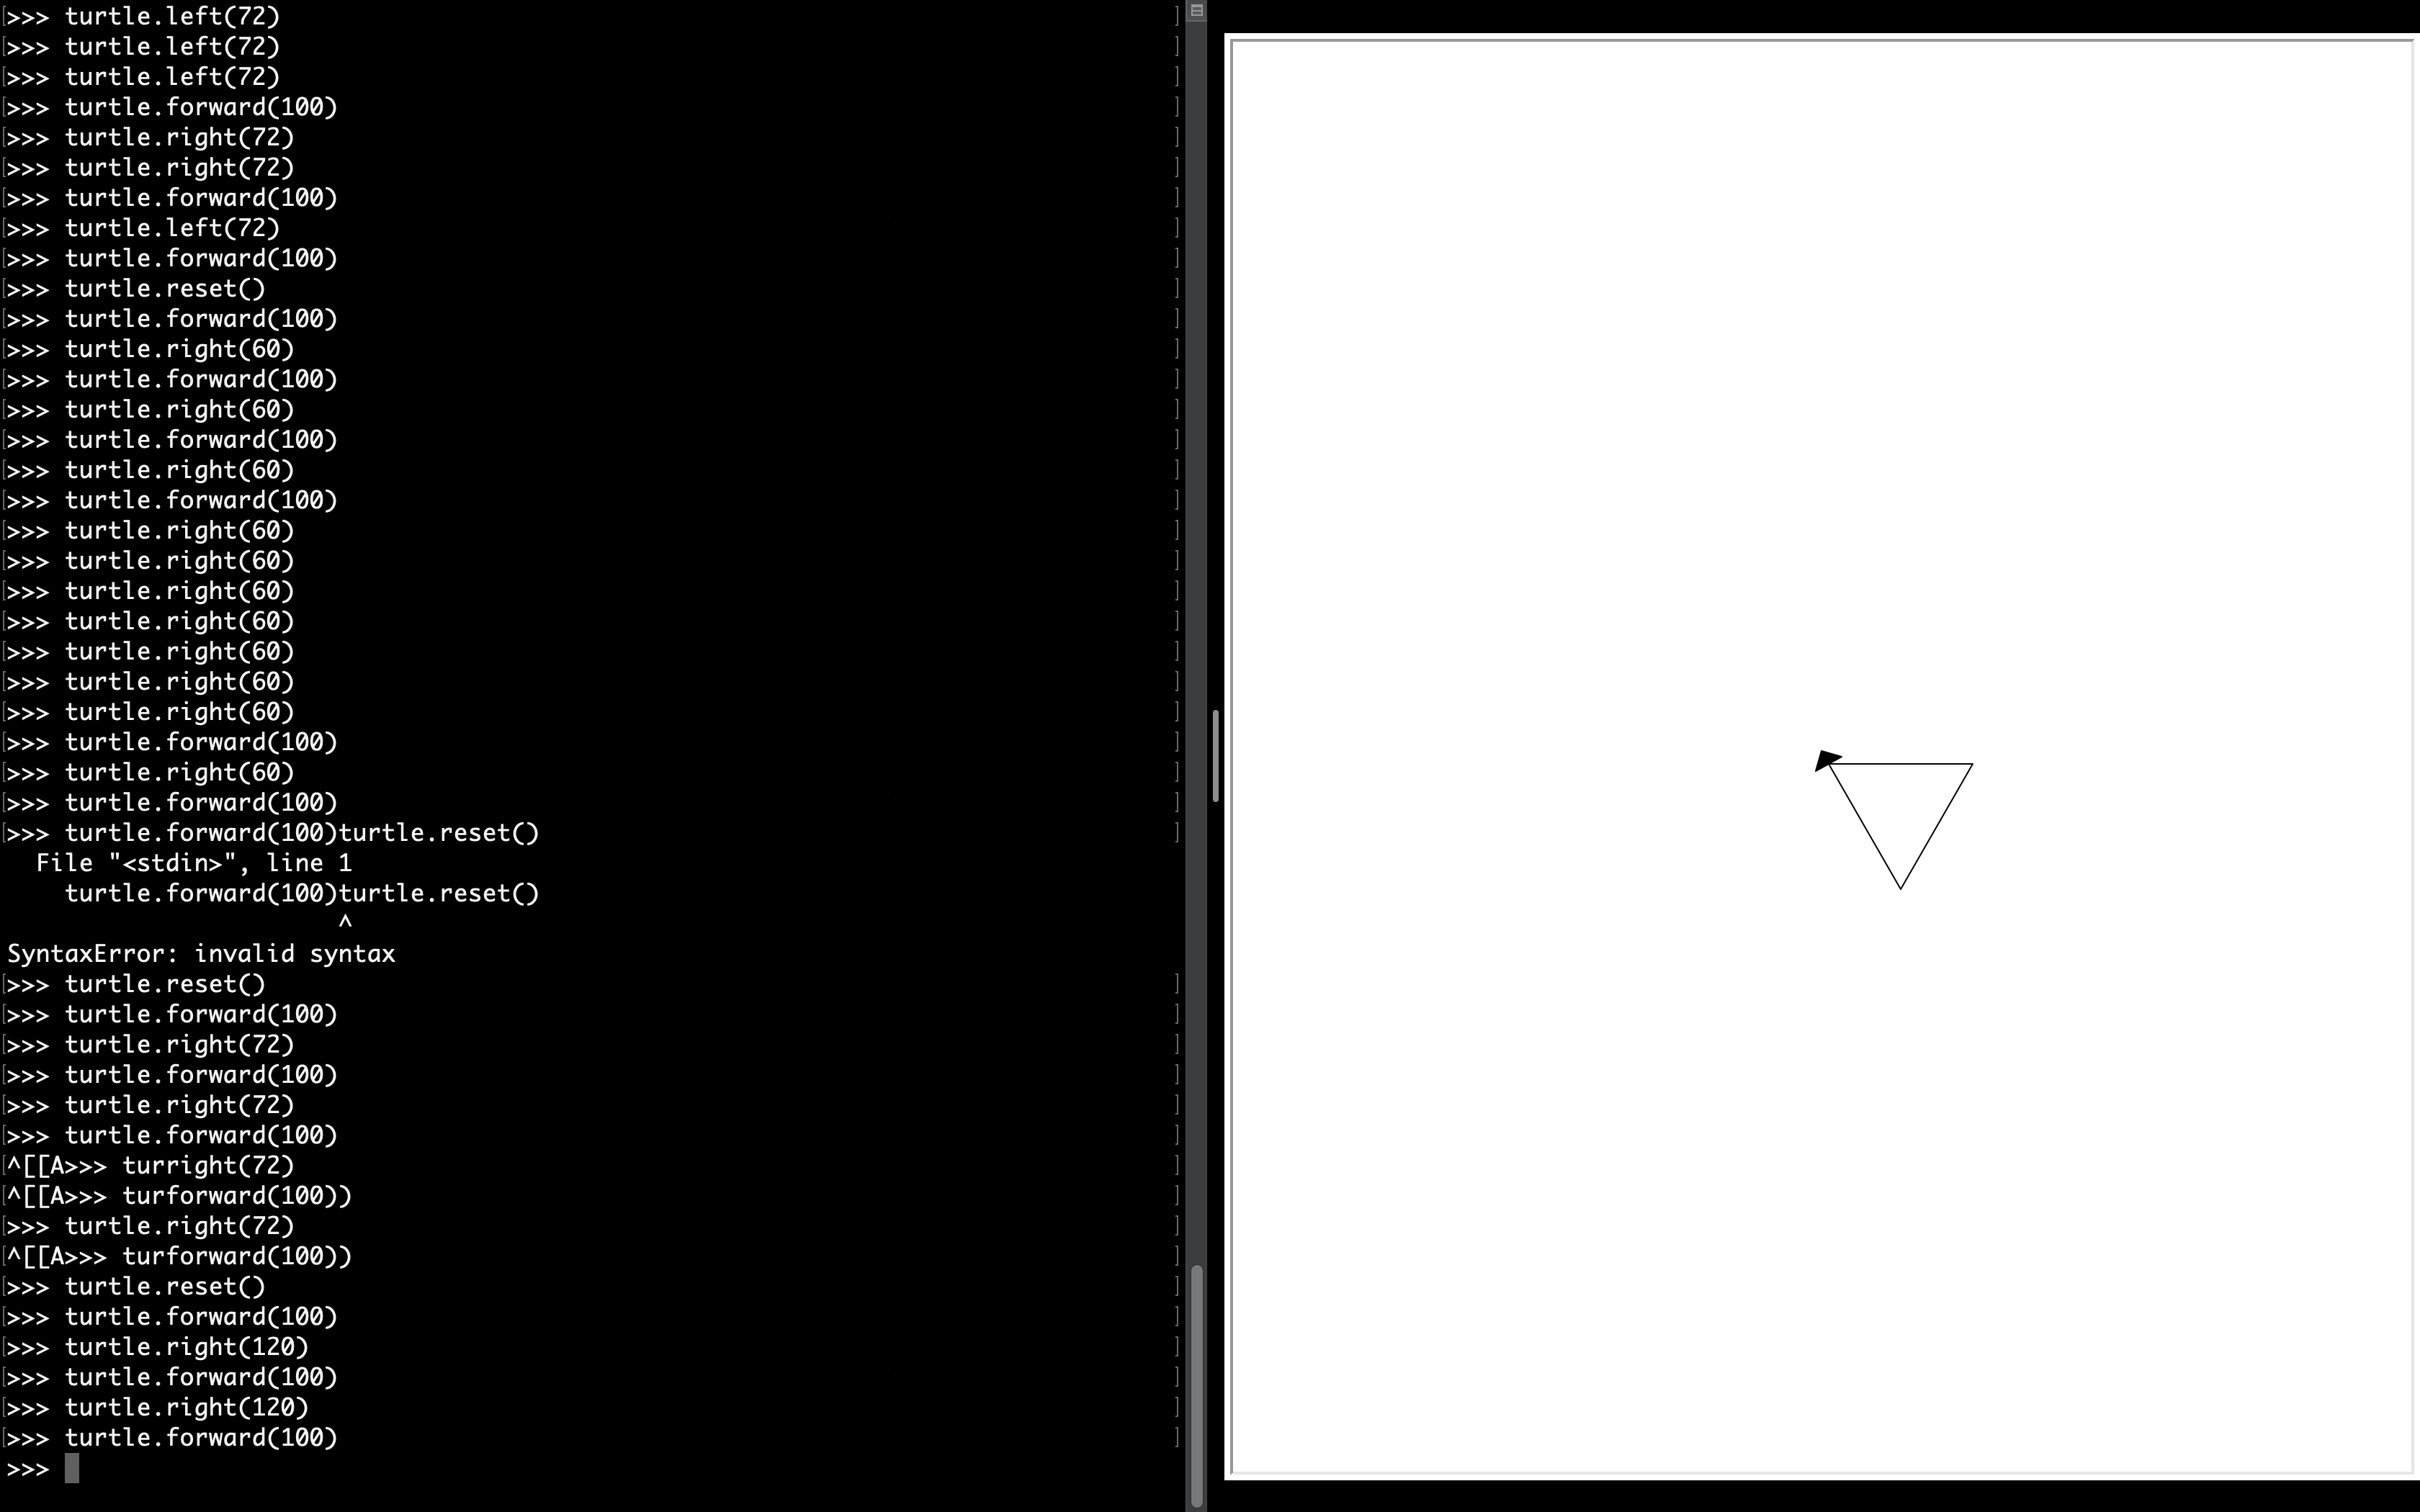 >>> turtle.left(72)
>>> turtle.left(72)
>>> turtle.left(72)
>>> turtle.forward(100)
>>> turtle.right(72)
>>> turtle.right(72)
>>> turtle.forward(100)
>>> turtle.left(72)
>>> turtle.forward(100)
>>> turtle.reset()
>>> turtle.forward(100)
>>> turtle.right(60)
>>> turtle.forward(100)
>>> turtle.right(60)
>>> turtle.forward(100)
>>> turtle.right(60)
>>> turtle.forward(100)
>>> turtle.right(60)
>>> turtle.right(60)
>>> turtle.right(60)
>>> turtle.right(60)
>>> turtle.right(60)
>>> turtle.right(60)
>>> turtle.right(60)
>>> turtle.forward(100)
>>> turtle.right(60)
>>> turtle.forward(100)
>>> turtle.forward(100)turtle.reset()
  File "<stdin>", line 1
    turtle.forward(100)turtle.reset()
                       ^
SyntaxError: invalid syntax
>>> turtle.reset()
>>> turtle.forward(100)
>>> turtle.right(72)
>>> turtle.forward(100)
>>> turtle.right(72)
>>> turtle.forward(100)
^[[A>>> turright(72)
^[[A>>> turforward(100))
>>> turtle.right(72)
^[[A>>> turforward(100))
>>> turtle.reset()
>>> turtle.forward(100)
>>> turtle.right(120)
>>> turtle.forward(100)
>>> turtle.right(120)
>>> turtle.forward(100)
>>>